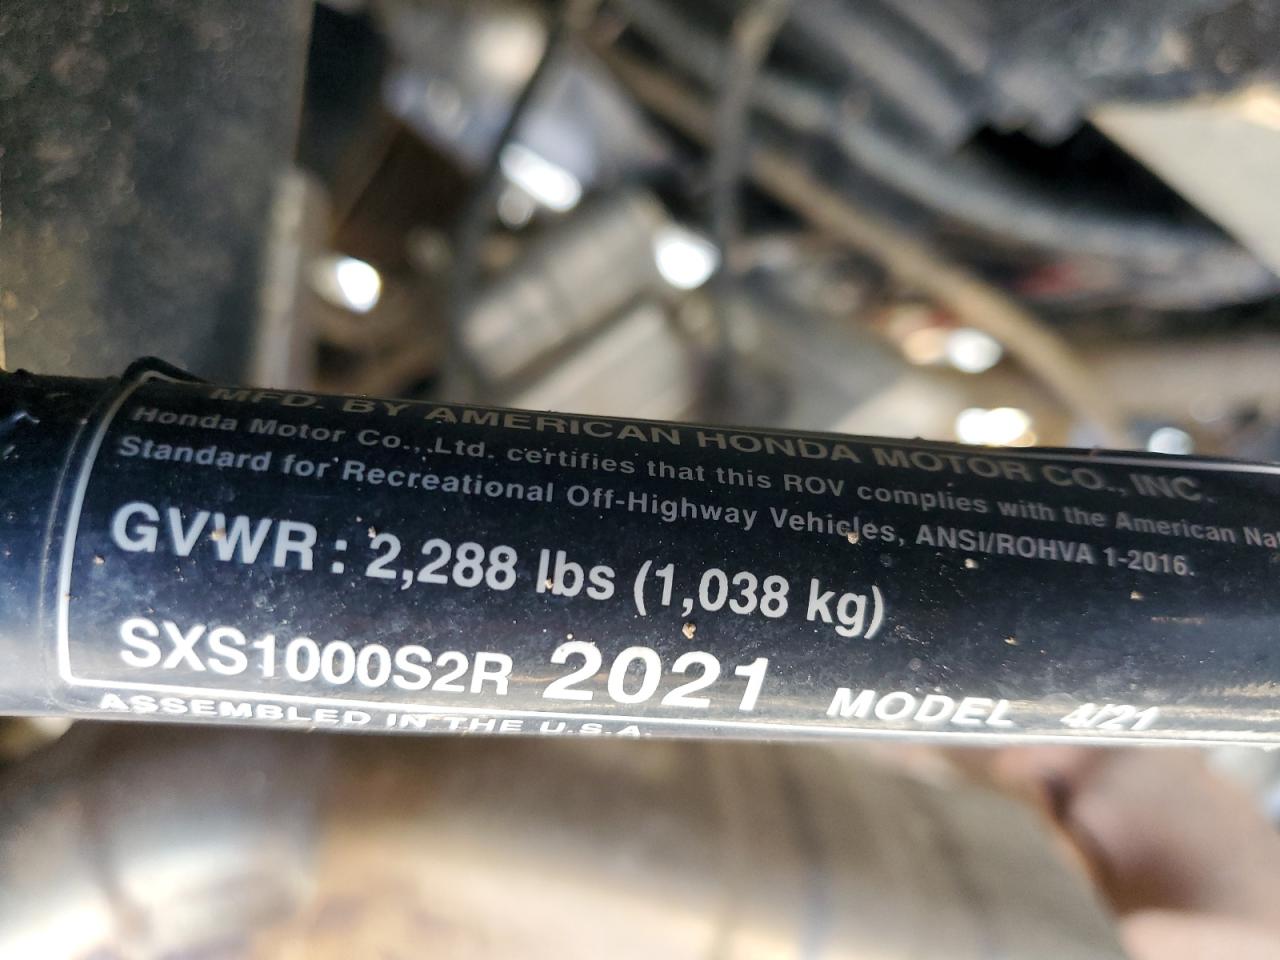 MFD. BY AMERICAN HONDA MOTOR CO., INC.
Honda Motor Co., Ltd. certifies that this ROV complies with the American
Standard for Recreational Off-Highway Vehicles, ANSI/ROHVA 1-2016.
GVWR : 2,288 lbs (1,038 kg)
SXS1000S2R 2021 MODEL 4/21
ASSEMBLED IN THE U.S.A.